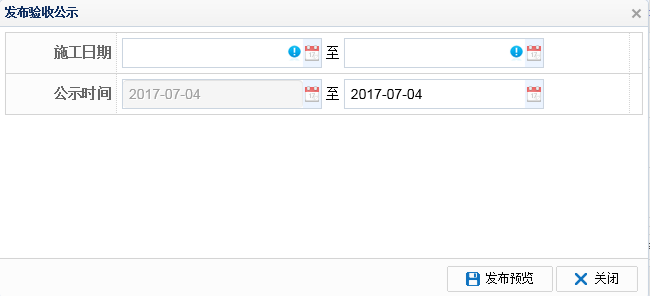 发布验收公示
施工日期 至
公示时间 2017-07-04 至 2017-07-04
发布预览 关闭